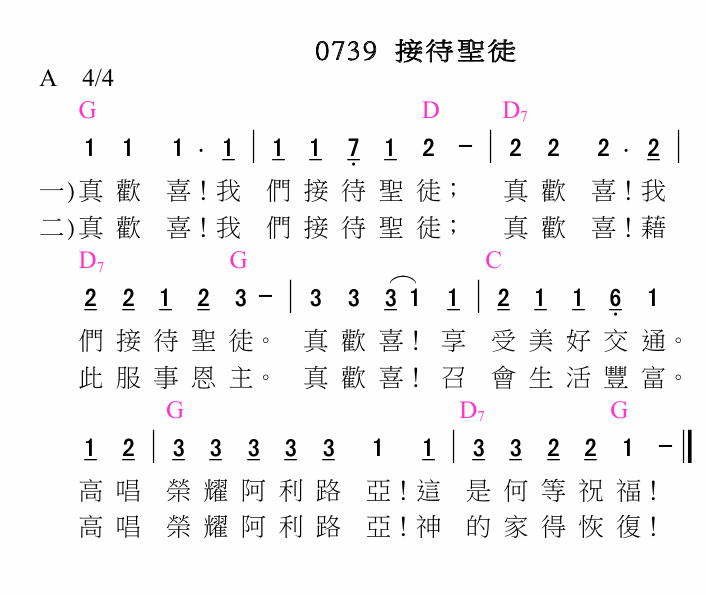 0739 接待聖徒
A 4/4
G D D7
1 1 1 · 1 | 1 1 7 1 2 － | 2 2 2 · 2 |
一)真歡喜！我們接待聖徒； 真歡喜！我
二)真歡喜！我們接待聖徒； 真歡喜！藉
D7 G C
2 2 1 2 3 － | 3 3 3 1 1 | 2 1 1 6 1
們接待聖徒。真歡喜！享受美好交通。
此服事恩主。真歡喜！召會生活豐富。
G D7 G
1 2 | 3 3 3 3 3 1 1 | 3 3 2 2 1 － ‖
高唱榮耀阿利路亞！這是何等祝福！
高唱榮耀阿利路亞！神的家得恢復！